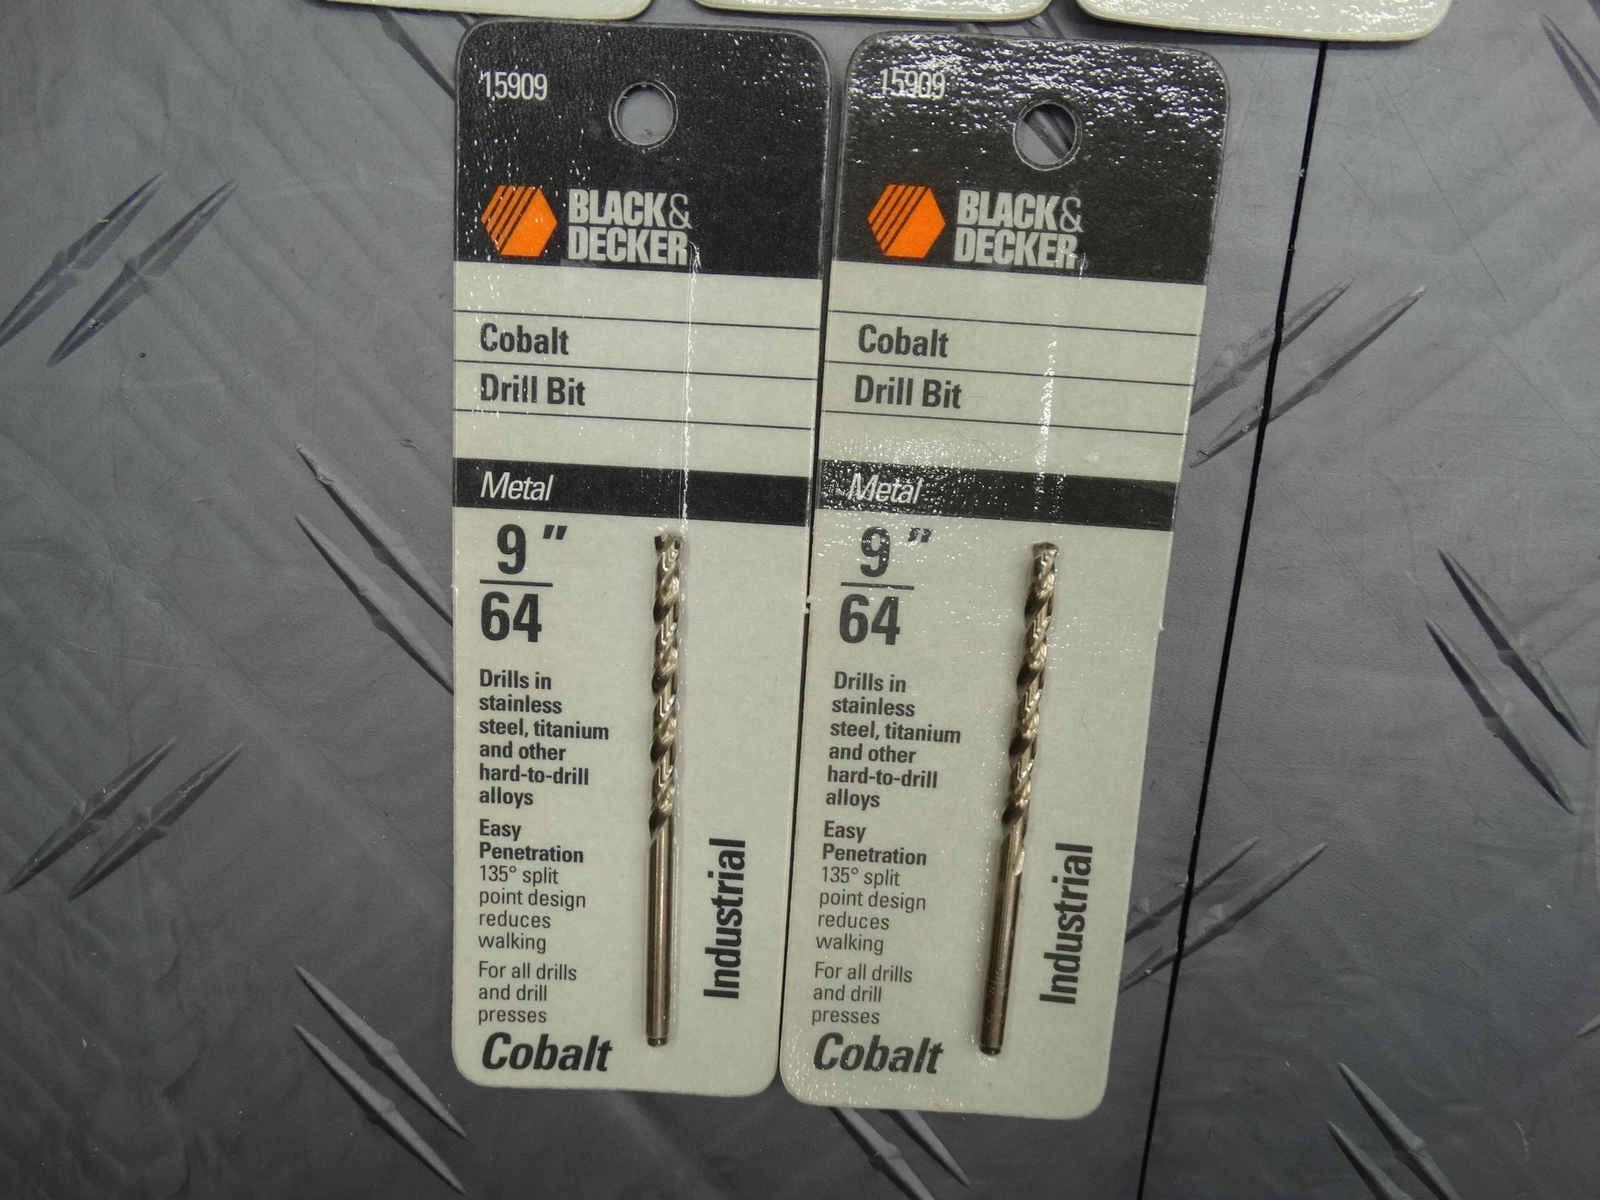 15909
BLACK&
DECKER
Cobalt
Drill Bit
Metal
9"
64
Drills in
stainless
steel, titanium
and other
hard-to-drill
alloys
Easy
Penetration
135° split
point design
reduces
walking
For all drills
and drill
presses
Cobalt
Industrial
15909
BLACK&
DECKER
Cobalt
Drill Bit
Metal
9"
64
Drills in
stainless
steel, titanium
and other
hard-to-drill
alloys
Easy
Penetration
135° split
point design
reduces
walking
For all drills
and drill
presses
Cobalt
Industrial